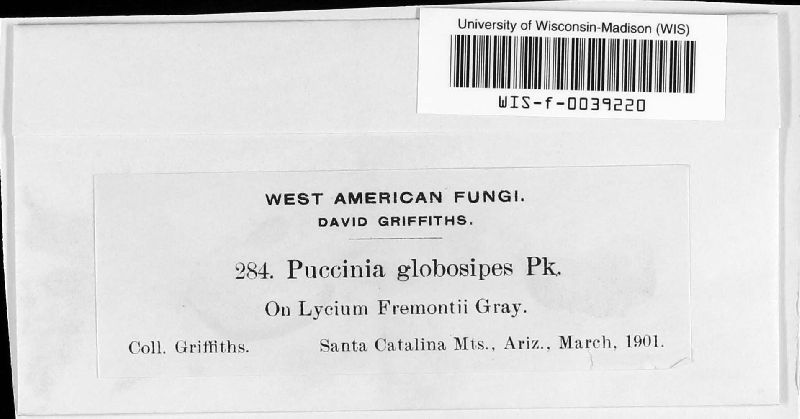 University of Wisconsin-Madison (WIS)
WIS-f-0039220
WEST AMERICAN FUNGI.
DAVID GRIFFITHS.
284. Puccinia globosipes Pk.
On Lycium Fremontii Gray.
Coll. Griffiths. Santa Catalina Mts., Ariz., March, 1901.